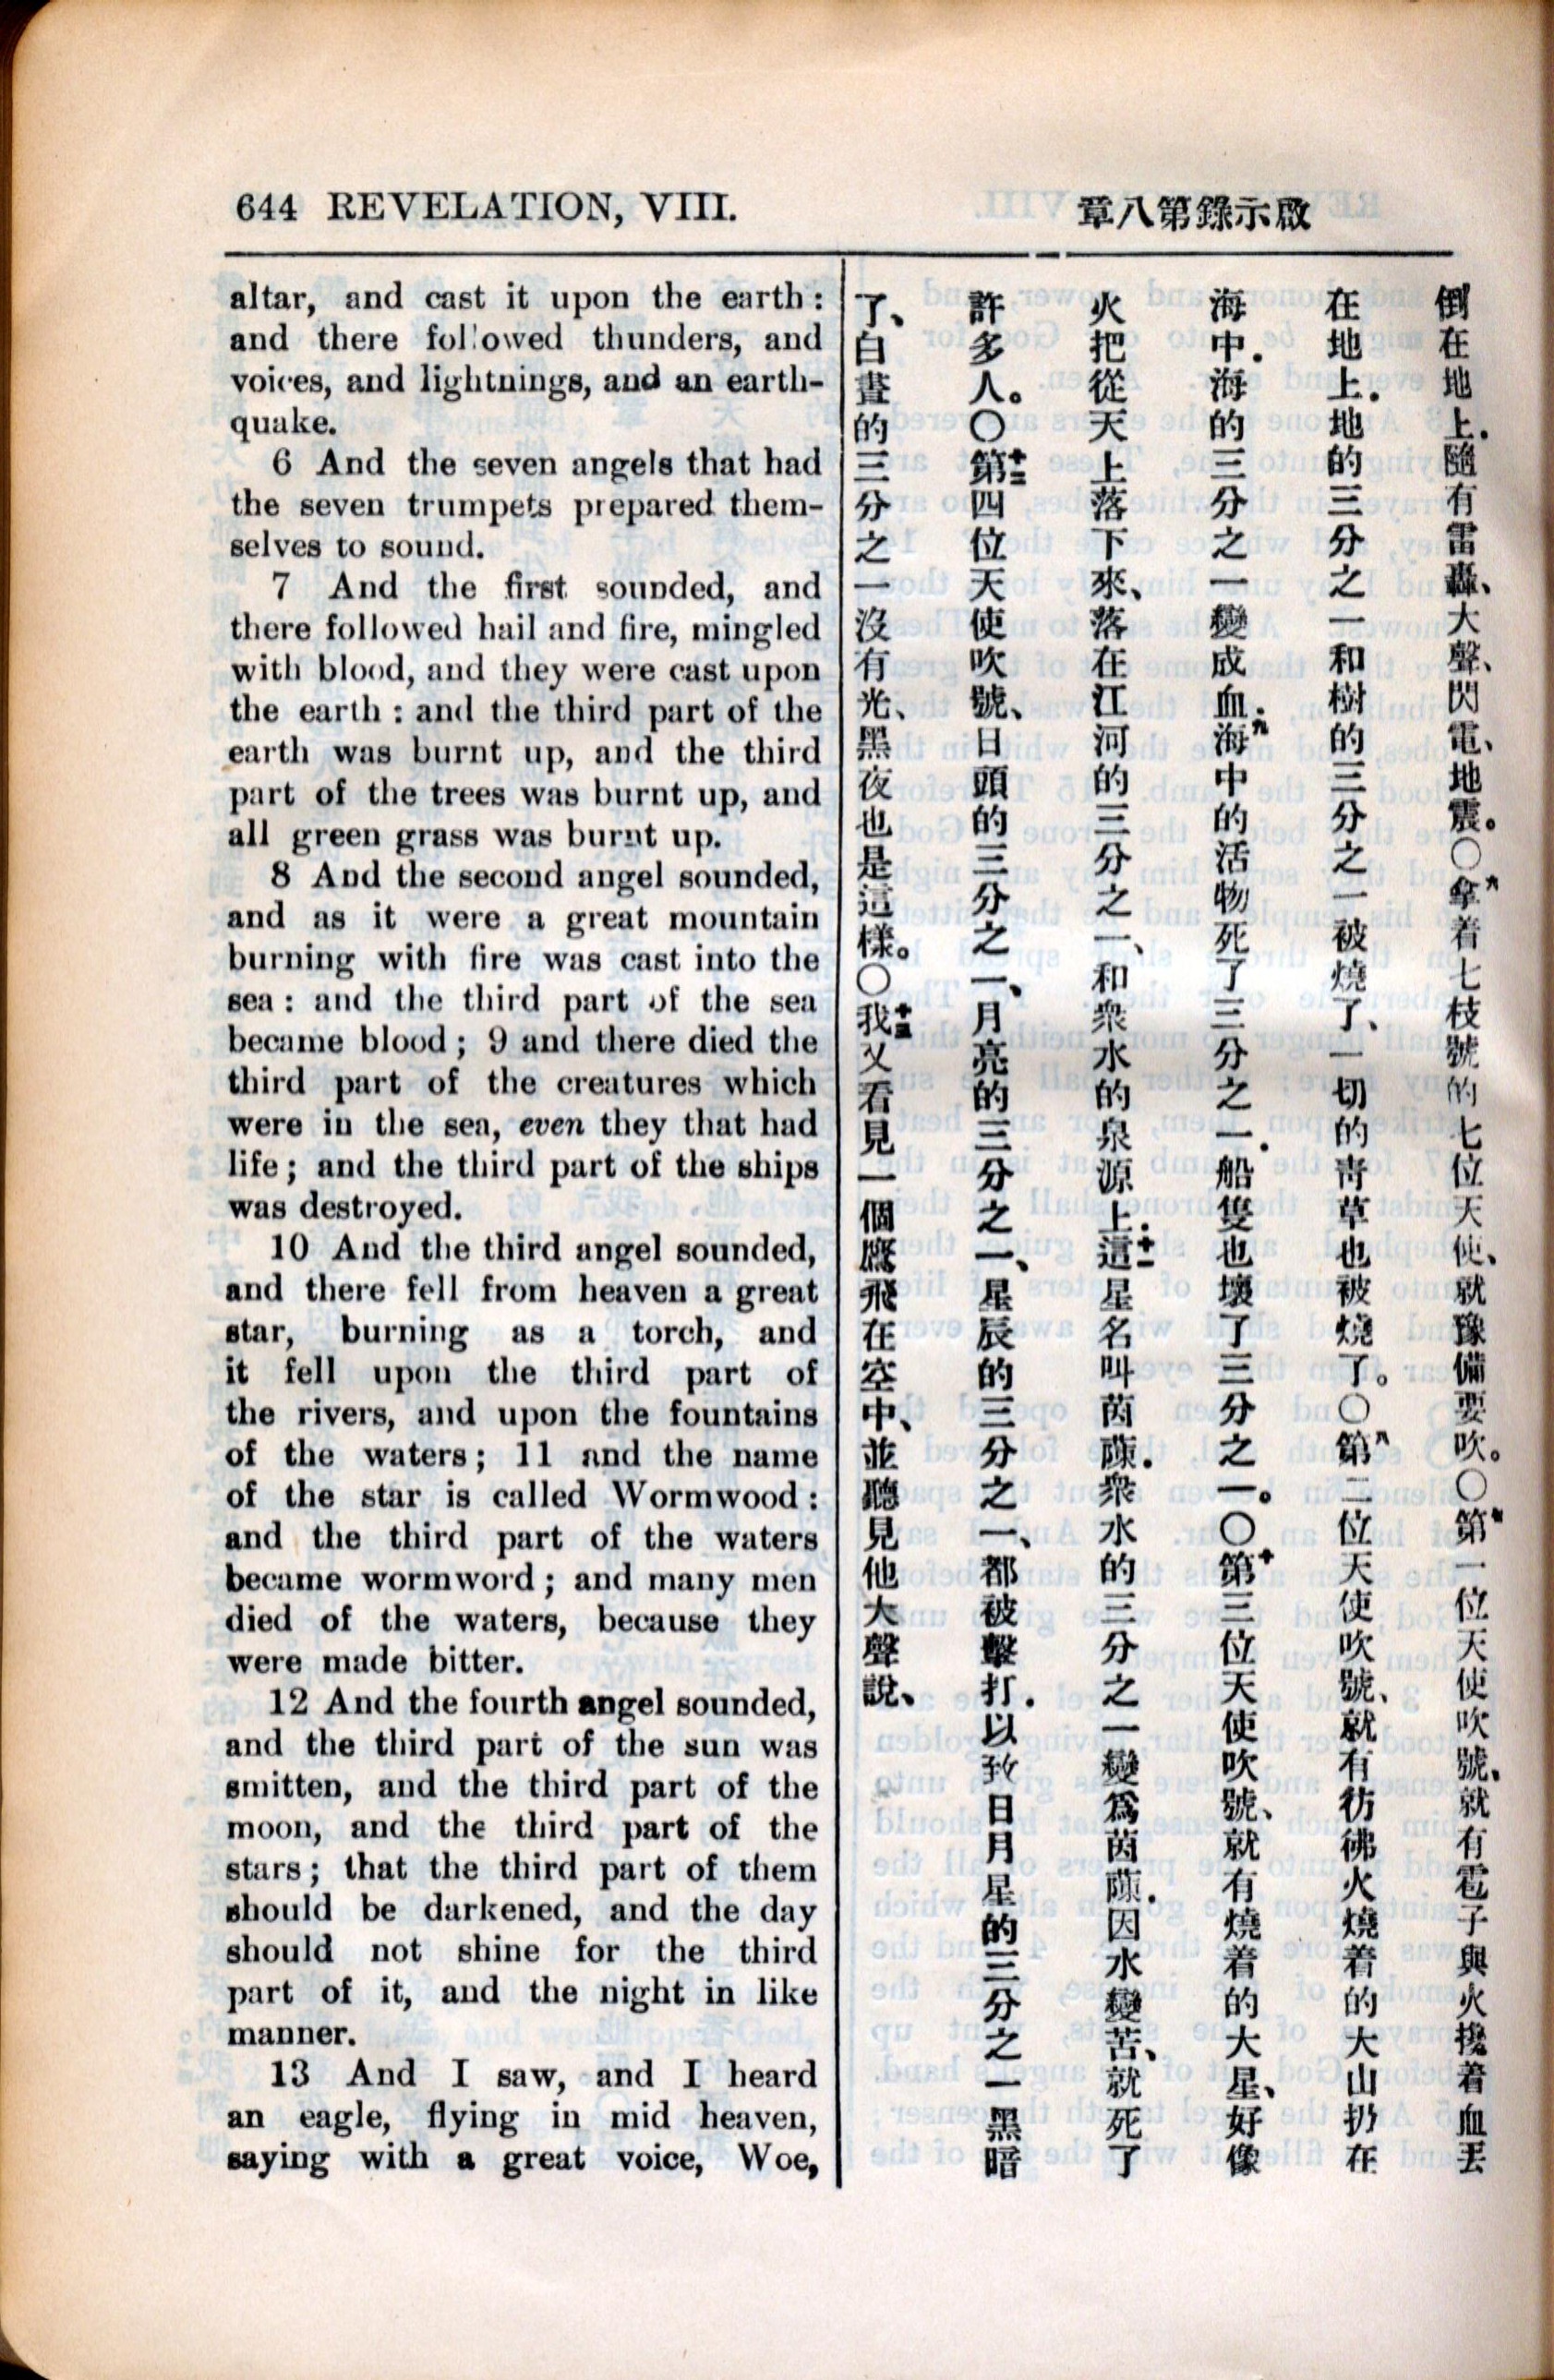 644 REVELATION, VIII.
章八第錄示啟
altar, and cast it upon the earth:
and there followed thunders, and
voices, and lightnings, and an earth-
quake.
6 And the seven angels that had
the seven trumpets prepared them-
selves to sound.
7 And the first sounded, and
there followed hail and fire, mingled
with blood, and they were cast upon
the earth: and the third part of the
earth was burnt up, and the third
part of the trees was burnt up, and
all green grass was burnt up.
8 And the second angel sounded,
and as it were a great mountain
burning with fire was cast into the
sea: and the third part of the sea
became blood; 9 and there died the
third part of the creatures which
were in the sea, even they that had
life; and the third part of the ships
was destroyed.
10 And the third angel sounded,
and there fell from heaven a great
star, burning as a torch, and
it fell upon the third part of
the rivers, and upon the fountains
of the waters; 11 and the name
of the star is called Wormwood:
and the third part of the waters
became wormword; and many men
died of the waters, because they
were made bitter.
12 And the fourth angel sounded,
and the third part of the sun was
smitten, and the third part of the
moon, and the third part of the
stars; that the third part of them
should be darkened, and the day
should not shine for the third
part of it, and the night in like
manner.
13 And I saw, and I heard
an eagle, flying in mid heaven,
saying with a great voice, Woe,
倒在地上．隨有雷轟、大聲、閃電、地震。○拿六着七枝號的七位天使、就豫備要吹。○第七一位天使吹號、就有雹子與火攙着血丟
在地上．地的三分之一和樹的三分之一被燒了、一切的靑草也被燒了。○第八二位天使吹號、就有彷彿火燒着的大山扔在
海中．海的三分之一變成血．海九中的活物死了三分之一．船隻也壞了三分之一。○第十三位天使吹號、就有燒着的大星、好像
火把從天上落下來、落在江河的三分之一、和衆水的泉源上．這十一星名叫茵蔯．衆水的三分之一變爲茵蔯．因水變苦、就死了
許多人。○第十二四位天使吹號、日頭的三分之一、月亮的三分之一、星辰的三分之一、都被擊打．以致日月星的三分之一黑暗
了、白晝的三分之一沒有光、黑夜也是這樣。○我十三又看見一個鷹飛在空中、並聽見他大聲說、